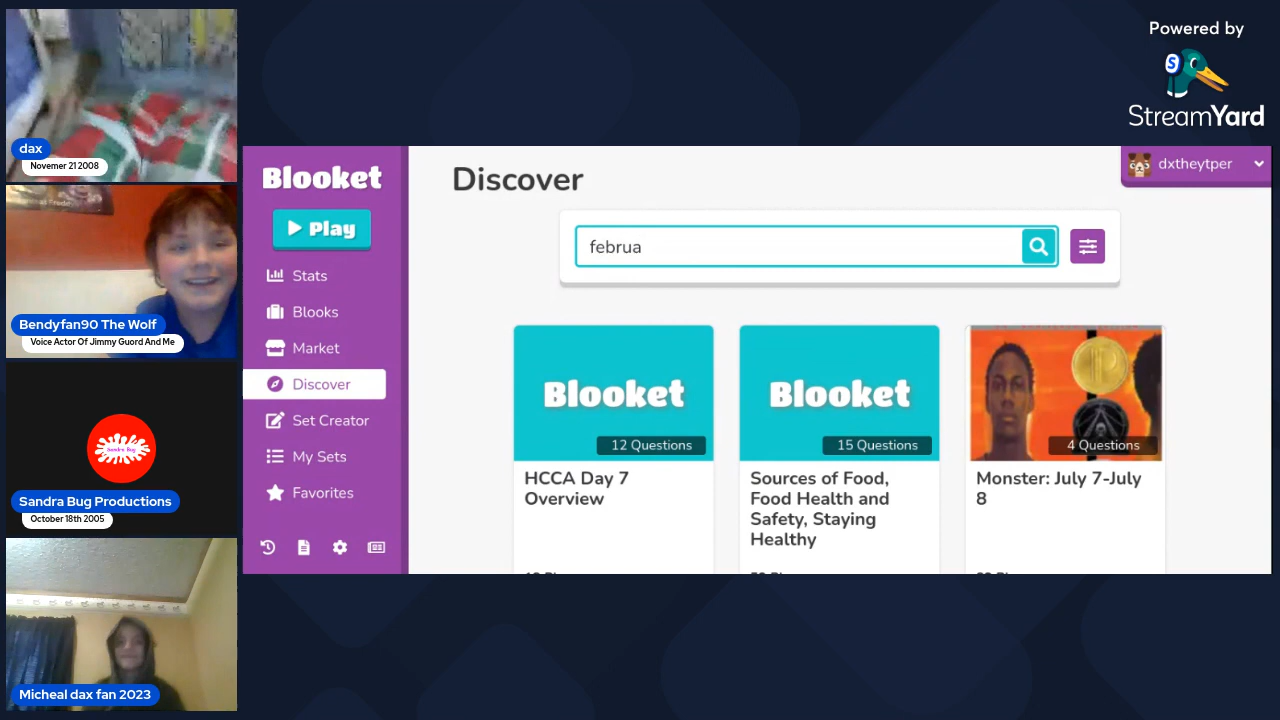 Powered by
StreamYard
dax
Novemer 21 2008
Bendyfan90 The Wolf
Voice Actor Of Jimmy Guord And Me
Sandra Bug
Sandra Bug Productions
October 18th 2005
Micheal dax fan 2023
Blooket
Play
Stats
Blooks
Market
Discover
Set Creator
My Sets
Favorites
Discover
dxtheytper
februa
Blooket
12 Questions
HCCA Day 7
Overview
Blooket
15 Questions
Sources of Food,
Food Health and
Safety, Staying
Healthy
4 Questions
Monster: July 7-July
8